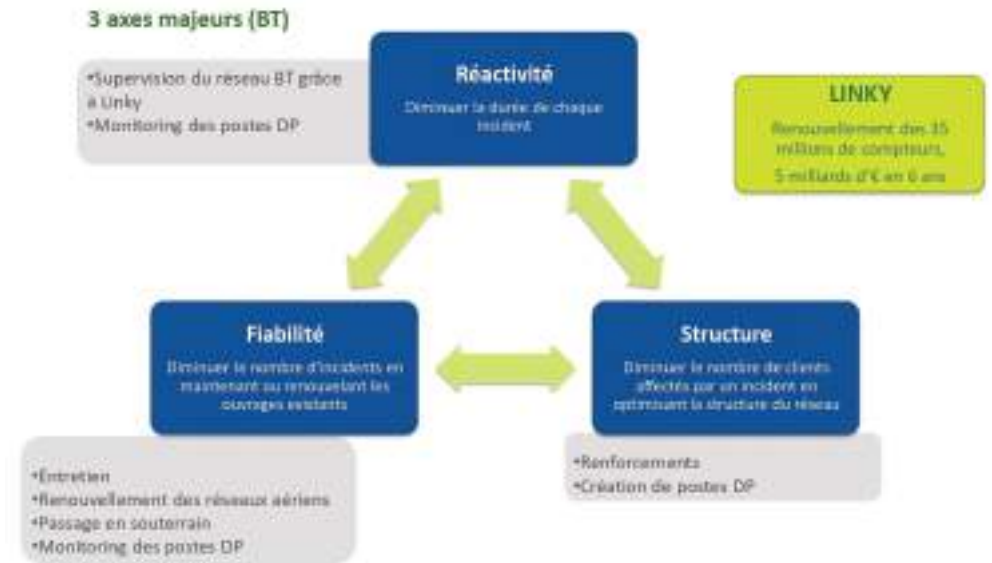 3 axes majeurs (BT)
•Supervision du réseau BT grâce
à Linky
•Monitoring des postes DP
Réactivité
Diminuer la durée de chaque
incident
LINKY
Renouvellement des 35
millions de compteurs,
5 milliards d'€ en 6 ans
Fiabilité
Diminuer le nombre d'incidents en
maintenant ou renouvelant les
ouvrages existants
Structure
Diminuer le nombre de clients
affectés par un incident en
optimisant la structure du réseau
•Entretien
•Renouvellement des réseaux aériens
•Passage en souterrain
•Monitoring des postes DP
•Renforcements
•Création de postes DP